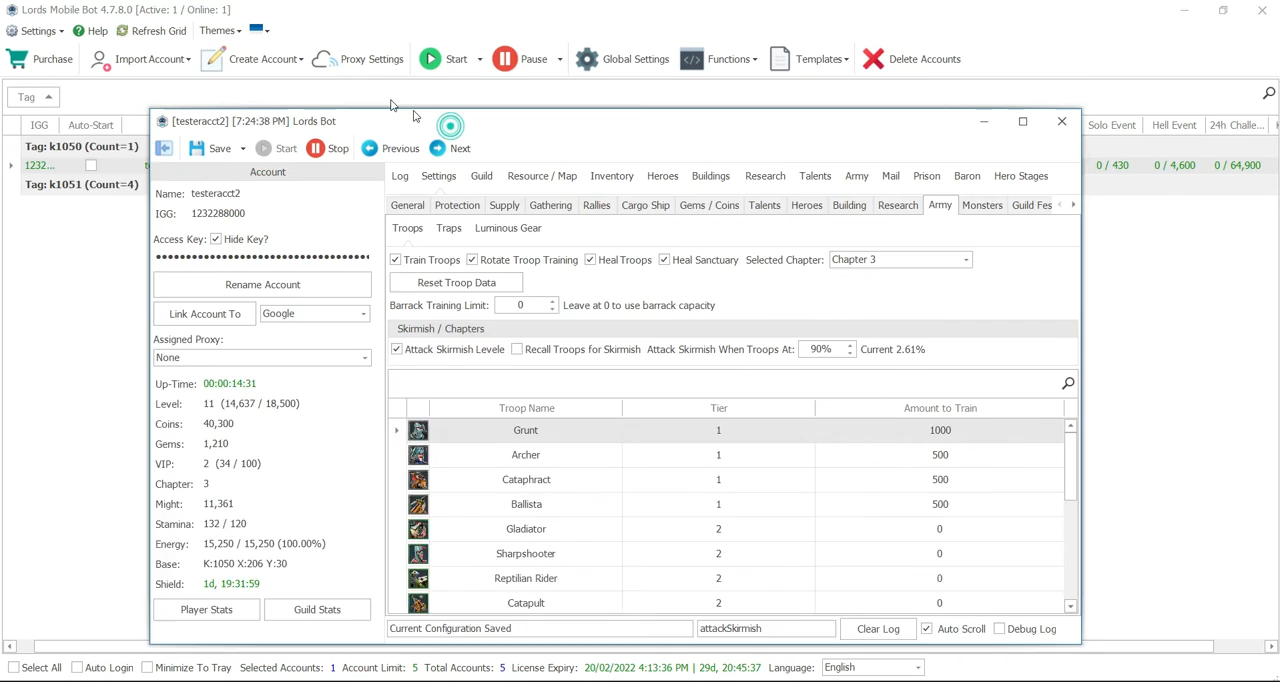 Lords Mobile Bot 4.7.8.0 [Active: 1 / Online: 1]
Settings Help Refresh Grid Themes
Purchase Import Account Create Account Proxy Settings Start Pause Global Settings Functions Templates Delete Accounts
Tag
IGG Auto-Start Solo Event Hell Event 24h Challe...
Tag: k1050 (Count=1)
1232... 0 / 430 0 / 4,600 0 / 64,900
Tag: k1051 (Count=4)
[testeracct2] [7:24:38 PM] Lords Bot
Save Start Stop Previous Next
Account
Name: testeracct2
IGG: 1232288000
Access Key: Hide Key?
Rename Account
Link Account To Google
Assigned Proxy:
None
Up-Time: 00:00:14:31
Level: 11 (14,637 / 18,500)
Coins: 40,300
Gems: 1,210
VIP: 2 (34 / 100)
Chapter: 3
Might: 11,361
Stamina: 132 / 120
Energy: 15,250 / 15,250 (100.00%)
Base: K:1050 X:206 Y:30
Shield: 1d, 19:31:59
Player Stats Guild Stats
Log Settings Guild Resource / Map Inventory Heroes Buildings Research Talents Army Mail Prison Baron Hero Stages
General Protection Supply Gathering Rallies Cargo Ship Gems / Coins Talents Heroes Building Research Army Monsters Guild Fes
Troops Traps Luminous Gear
Train Troops Rotate Troop Training Heal Troops Heal Sanctuary Selected Chapter: Chapter 3
Reset Troop Data
Barrack Training Limit: 0 Leave at 0 to use barrack capacity
Skirmish / Chapters
Attack Skirmish Levele Recall Troops for Skirmish Attack Skirmish When Troops At: 90% Current 2.61%
Troop Name Tier Amount to Train
Grunt 1 1000
Archer 1 500
Cataphract 1 500
Ballista 1 500
Gladiator 2 0
Sharpshooter 2 0
Reptilian Rider 2 0
Catapult 2 0
Current Configuration Saved attackSkirmish Clear Log Auto Scroll Debug Log
Select All Auto Login Minimize To Tray Selected Accounts: 1 Account Limit: 5 Total Accounts: 5 License Expiry: 20/02/2022 4:13:36 PM | 29d, 20:45:37 Language: English